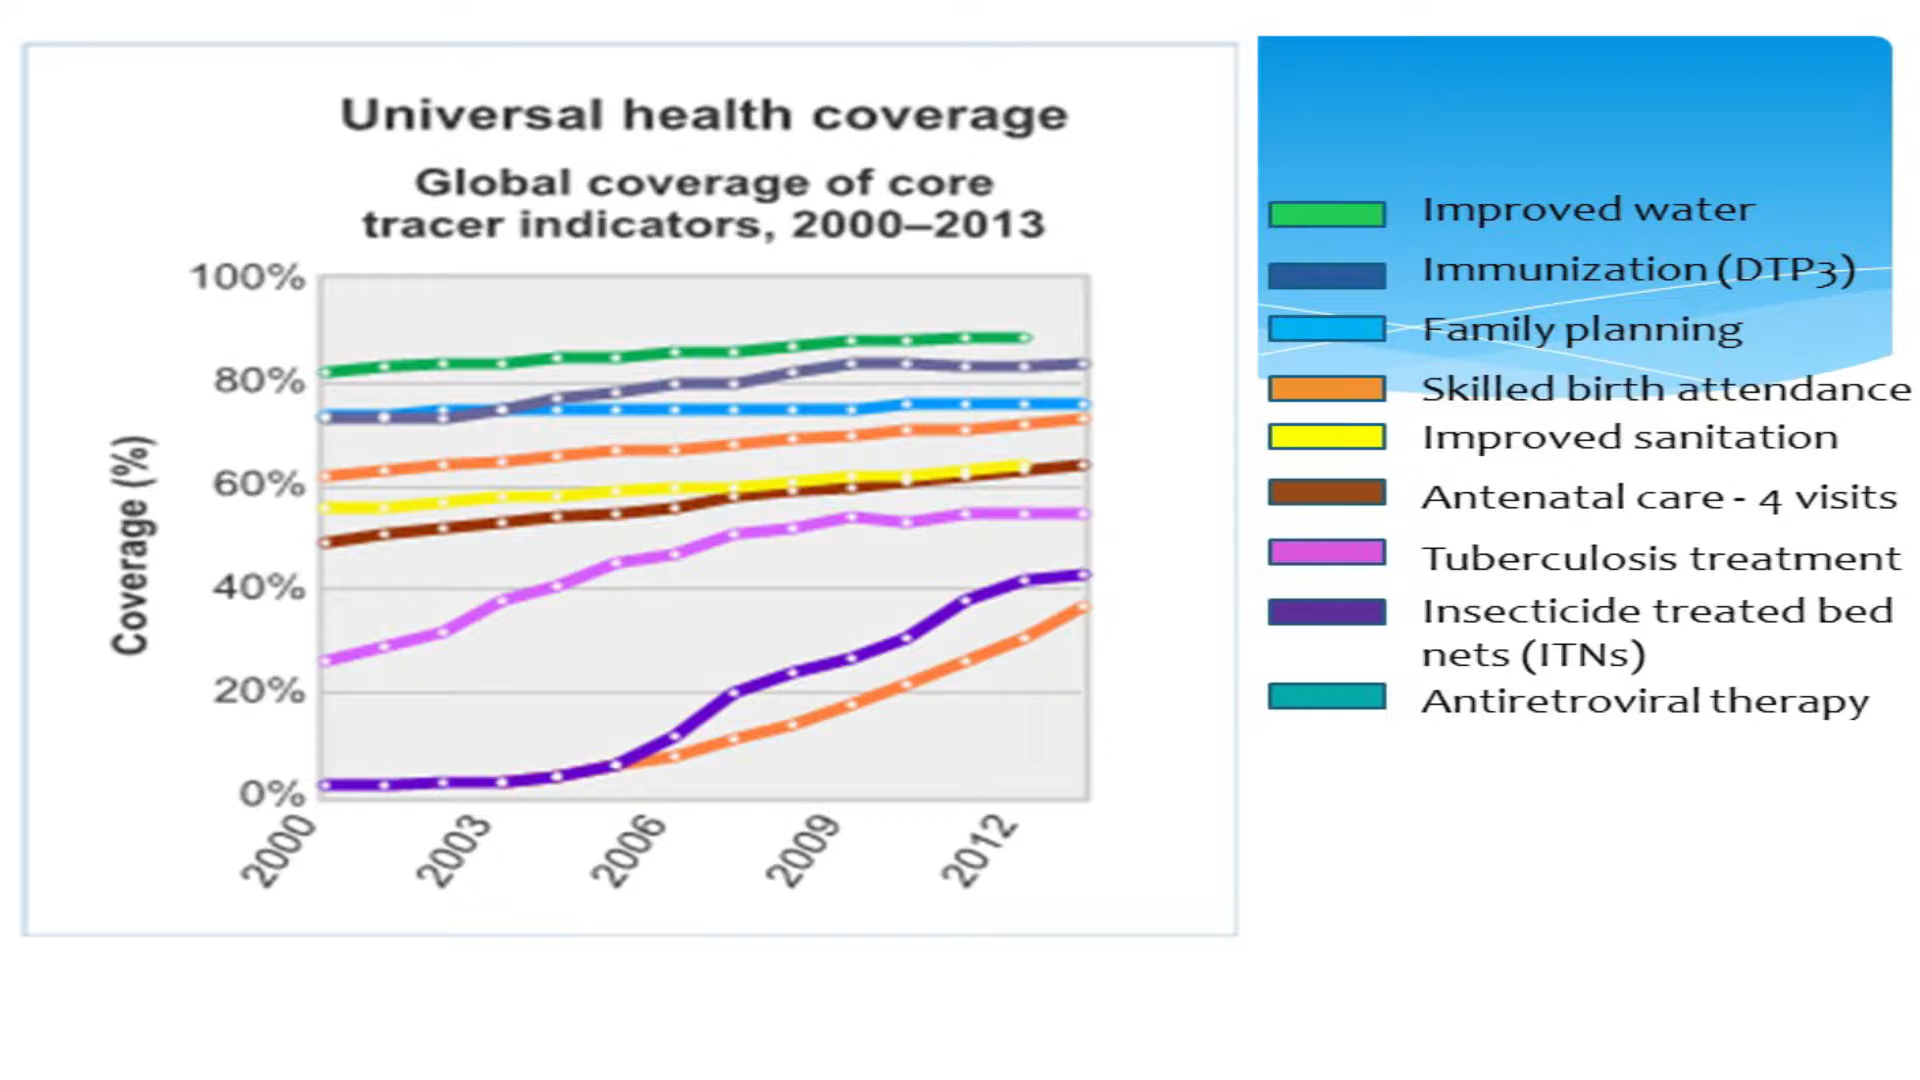 Universal health coverage
Global coverage of core
tracer indicators, 2000–2013
100%
80%
60%
40%
20%
0%
Coverage (%)
2000
2003
2006
2009
2012
Improved water
Immunization (DTP3)
Family planning
Skilled birth attendance
Improved sanitation
Antenatal care - 4 visits
Tuberculosis treatment
Insecticide treated bed
nets (ITNs)
Antiretroviral therapy